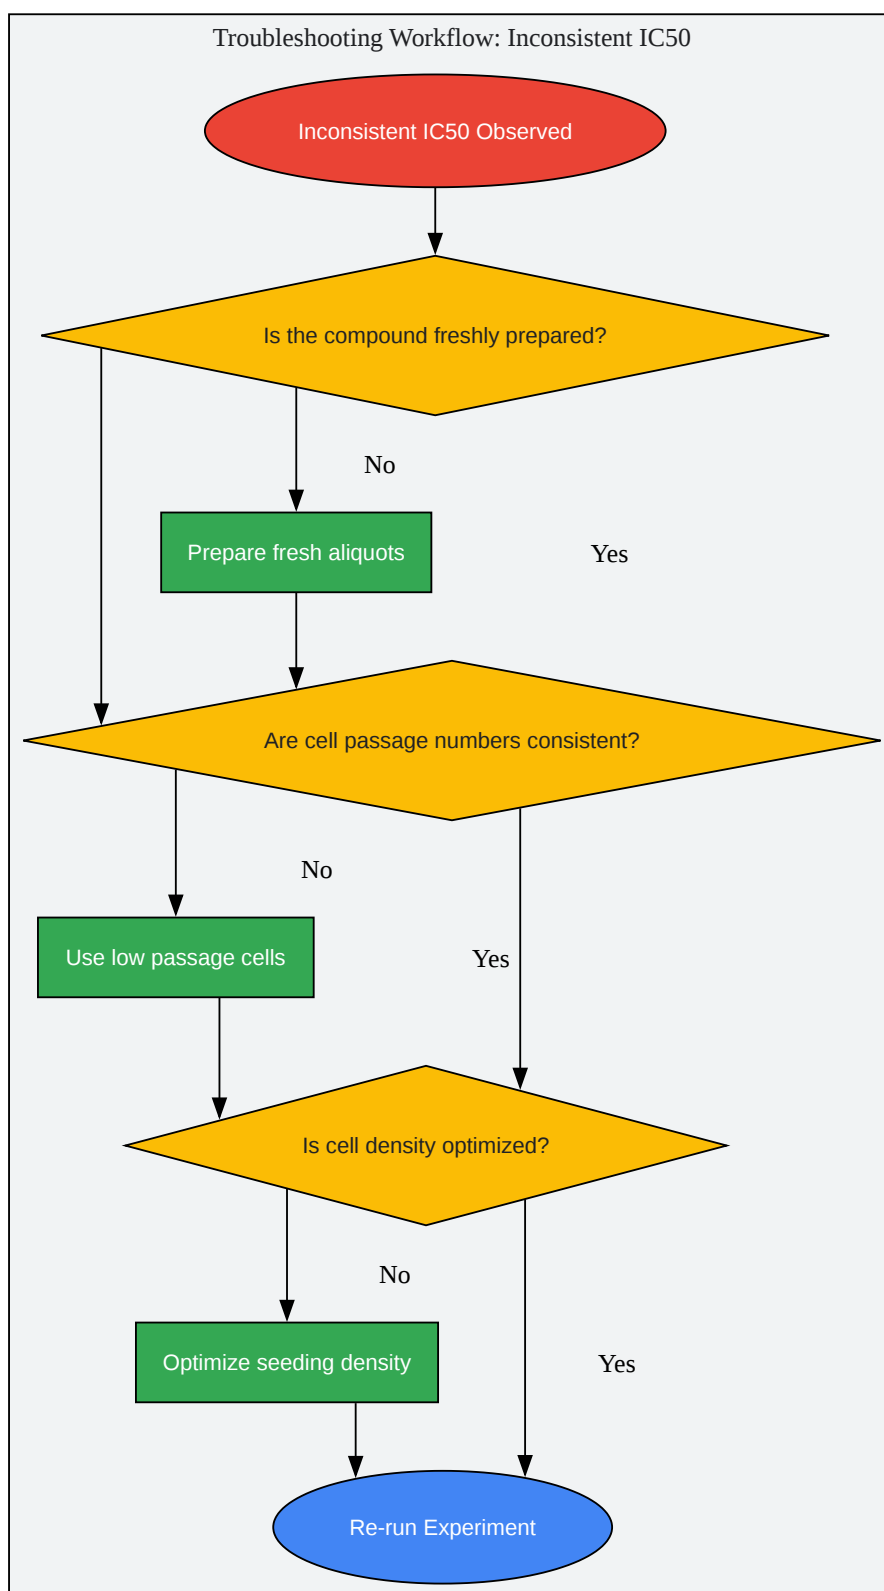 Troubleshooting Workflow: Inconsistent IC50
Inconsistent IC50 Observed
Is the compound freshly prepared?
No
Prepare fresh aliquots
Yes
Are cell passage numbers consistent?
No
Use low passage cells
Yes
Is cell density optimized?
No
Optimize seeding density
Yes
Re-run Experiment